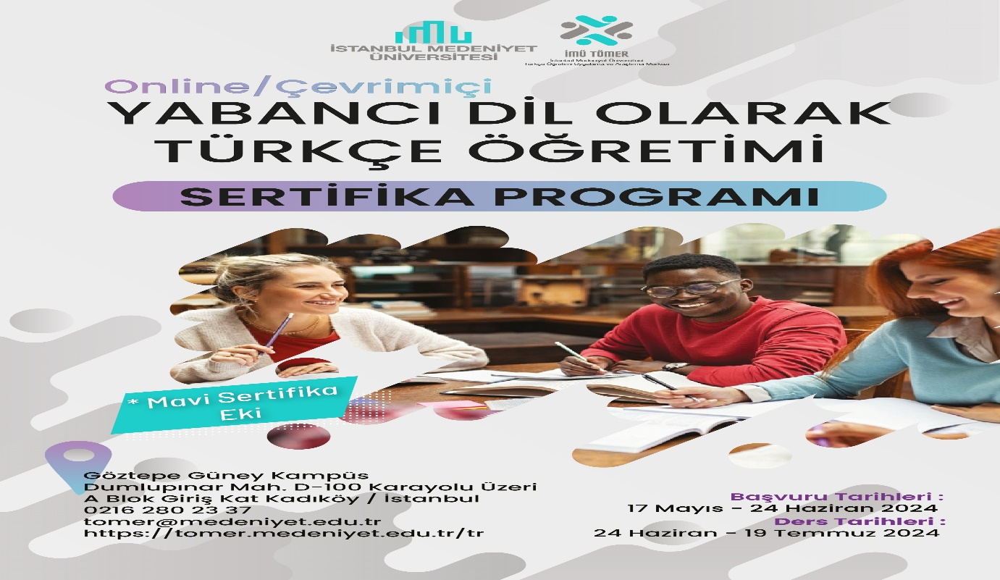 İSTANBUL MEDENİYET
ÜNİVERSİTESİ
İMÜ TÖMER
İstanbul Medeniyet Üniversitesi
Türkçe Öğretimi Uygulama ve Araştırma Merkezi
Online/Çevrimiçi
YABANCI DİL OLARAK
TÜRKÇE ÖĞRETİMİ
SERTİFİKA PROGRAMI
* Mavi Sertifika
Eki
Göztepe Güney Kampüs
Dumlupınar Mah. D-100 Karayolu Üzeri
A Blok Giriş Kat Kadıköy / İstanbul
0216 280 23 37
tomer@medeniyet.edu.tr
https://tomer.medeniyet.edu.tr/tr
Başvuru Tarihleri :
17 Mayıs - 24 Haziran 2024
Ders Tarihleri :
24 Haziran - 19 Temmuz 2024